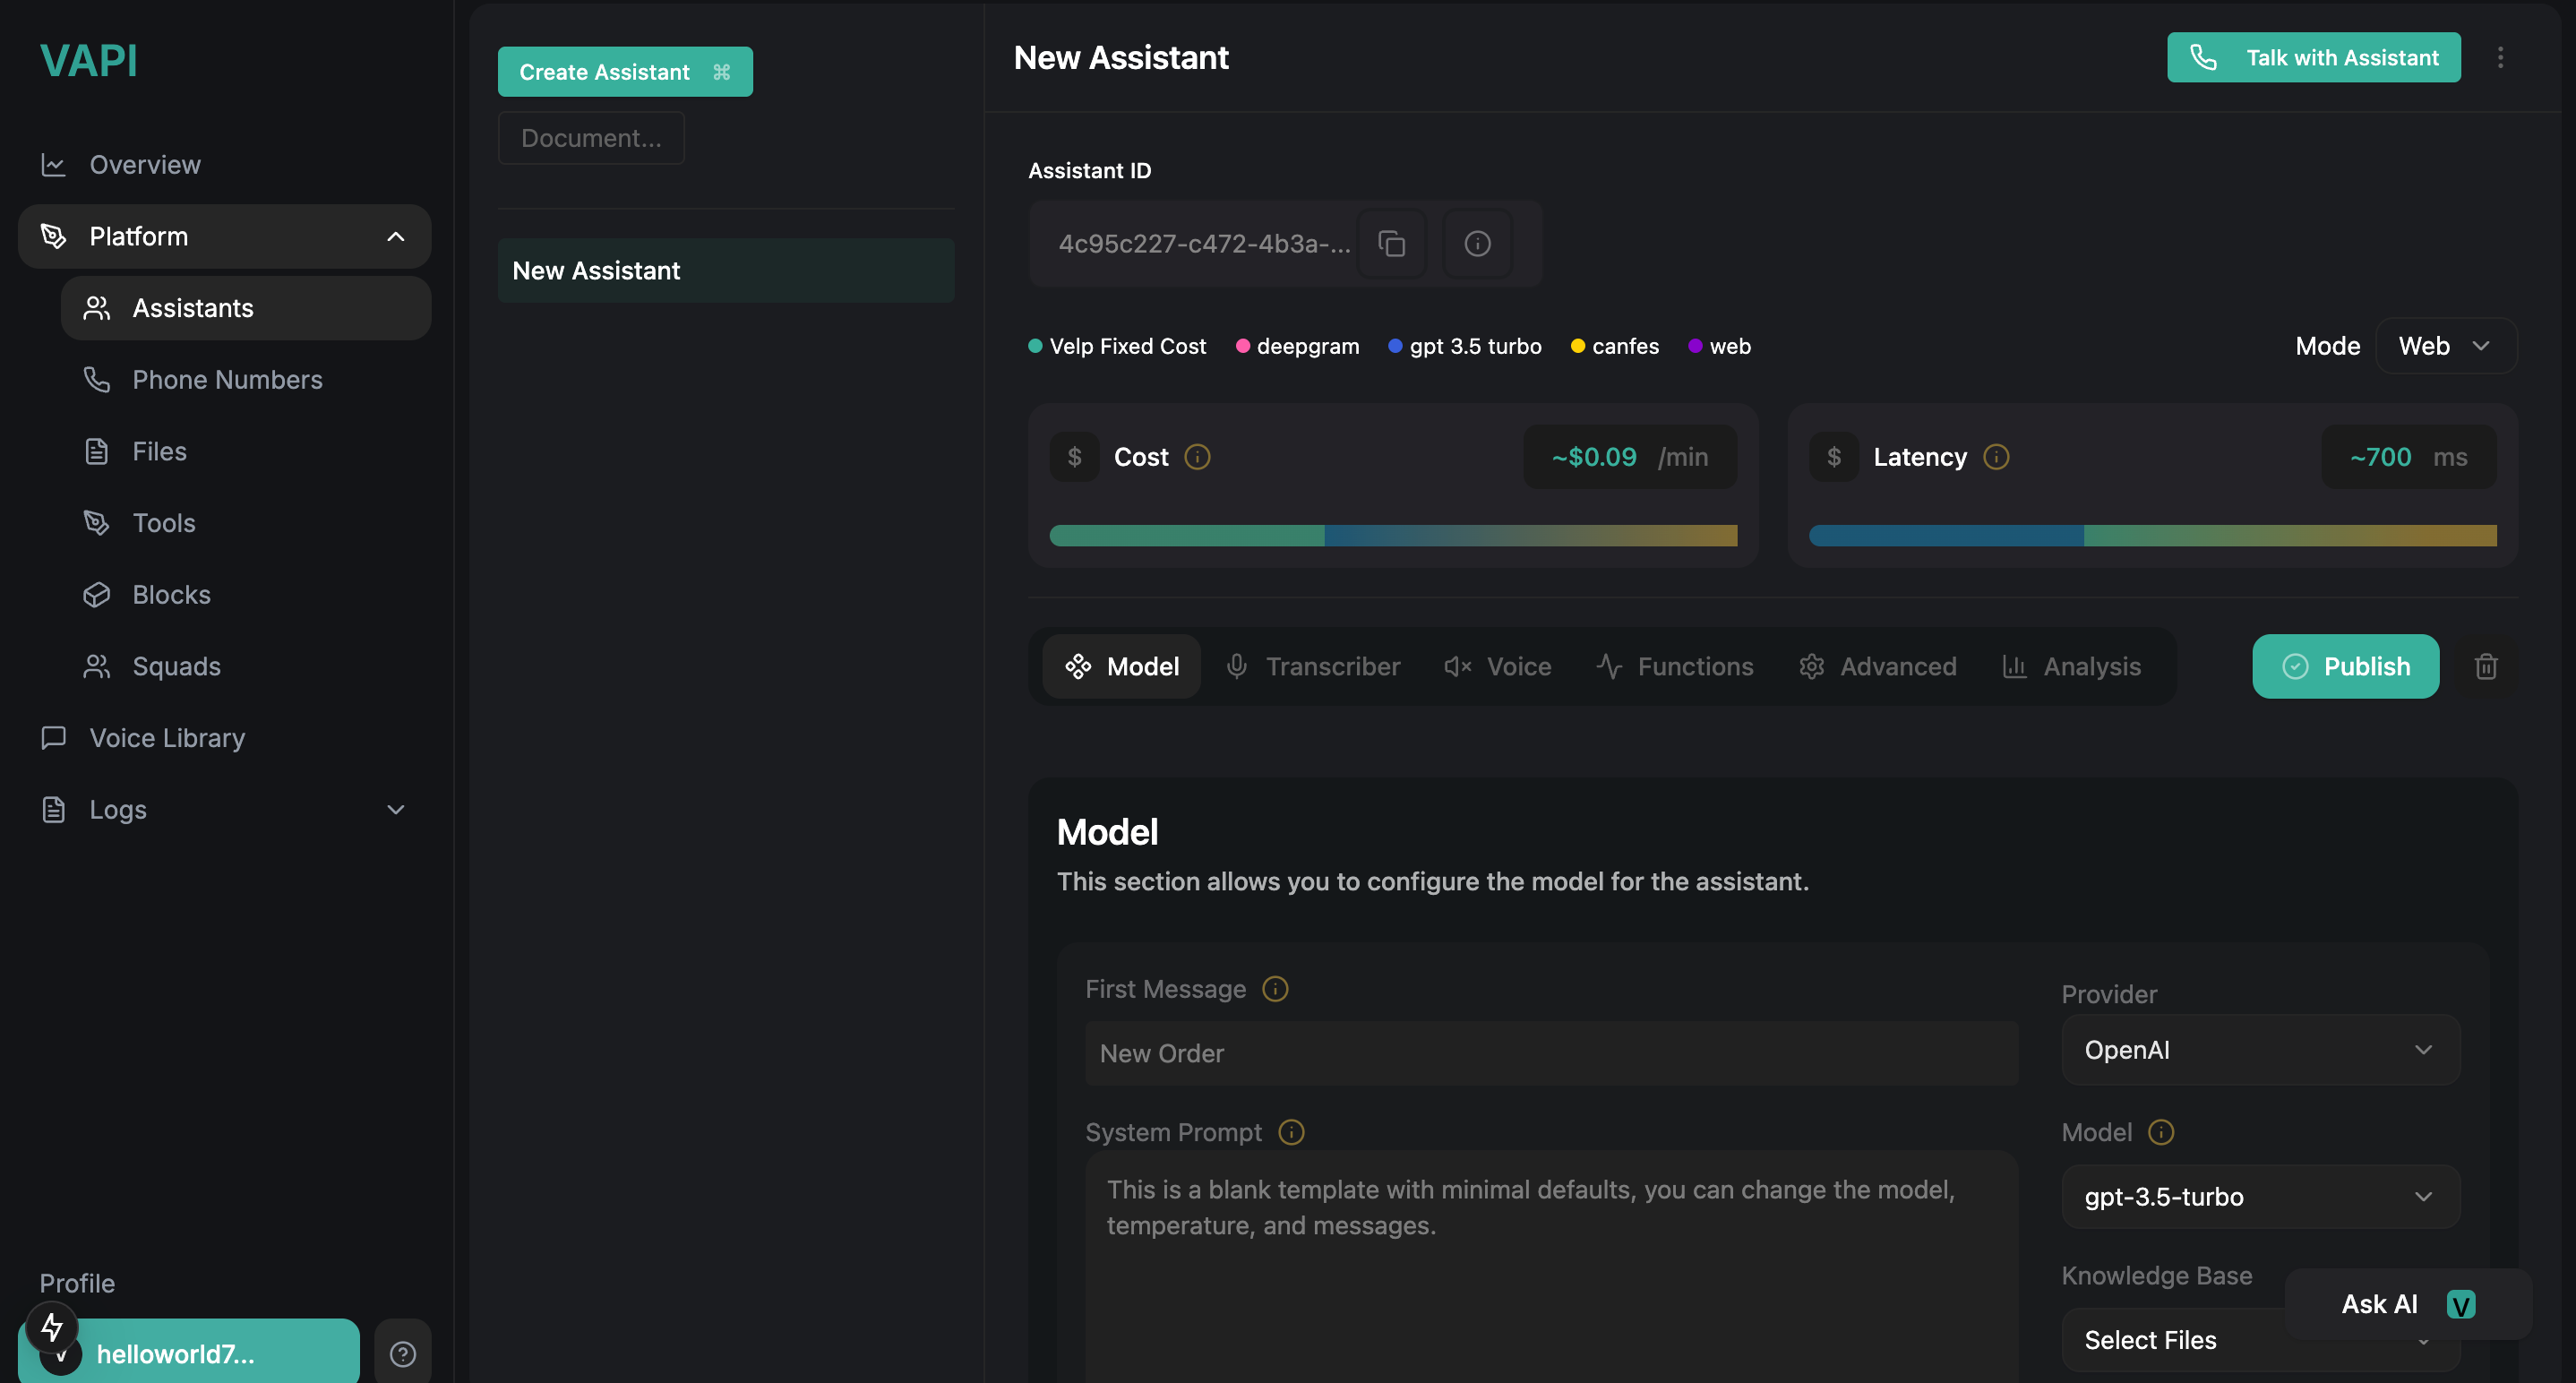 VAPI
Overview
Platform
Assistants
Phone Numbers
Files
Tools
Blocks
Squads
Voice Library
Logs
Profile
V helloworld7...
Create Assistant ⌘
Document...
New Assistant
New Assistant
Talk with Assistant
Assistant ID
4c95c227-c472-4b3a-...
Velp Fixed Cost deepgram gpt 3.5 turbo canfes web
Mode Web
$ Cost ~$0.09 /min
$ Latency ~700 ms
Model Transcriber Voice Functions Advanced Analysis
Publish
Model
This section allows you to configure the model for the assistant.
First Message
New Order
System Prompt
This is a blank template with minimal defaults, you can change the model,
temperature, and messages.
Provider
OpenAI
Model
gpt-3.5-turbo
Knowledge Base
Select Files
Ask AI V